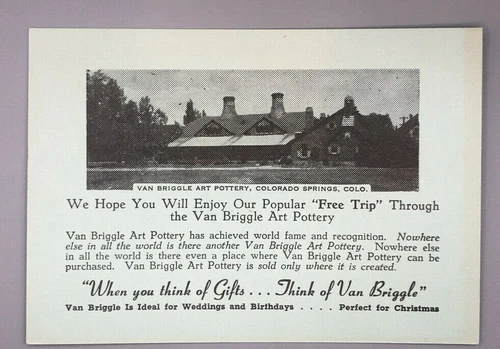 VAN BRIGGLE ART POTTERY, COLORADO SPRINGS, COLO.
We Hope You Will Enjoy Our Popular "Free Trip" Through
the Van Briggle Art Pottery
Van Briggle Art Pottery has achieved world fame and recognition. Nowhere
else in all the world is there another Van Briggle Art Pottery. Nowhere else
in all the world is there even a place where Van Briggle Art Pottery can be
purchased. Van Briggle Art Pottery is sold only where it is created.
"When you think of Gifts . . . Think of Van Briggle"
Van Briggle Is Ideal for Weddings and Birthdays . . . . Perfect for Christmas